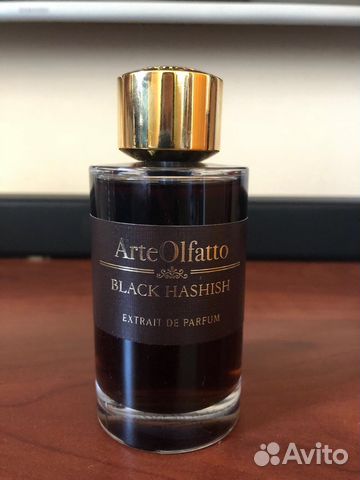 ArteOlfatto
BLACK HASHISH
EXTRAIT DE PARFUM
Avito